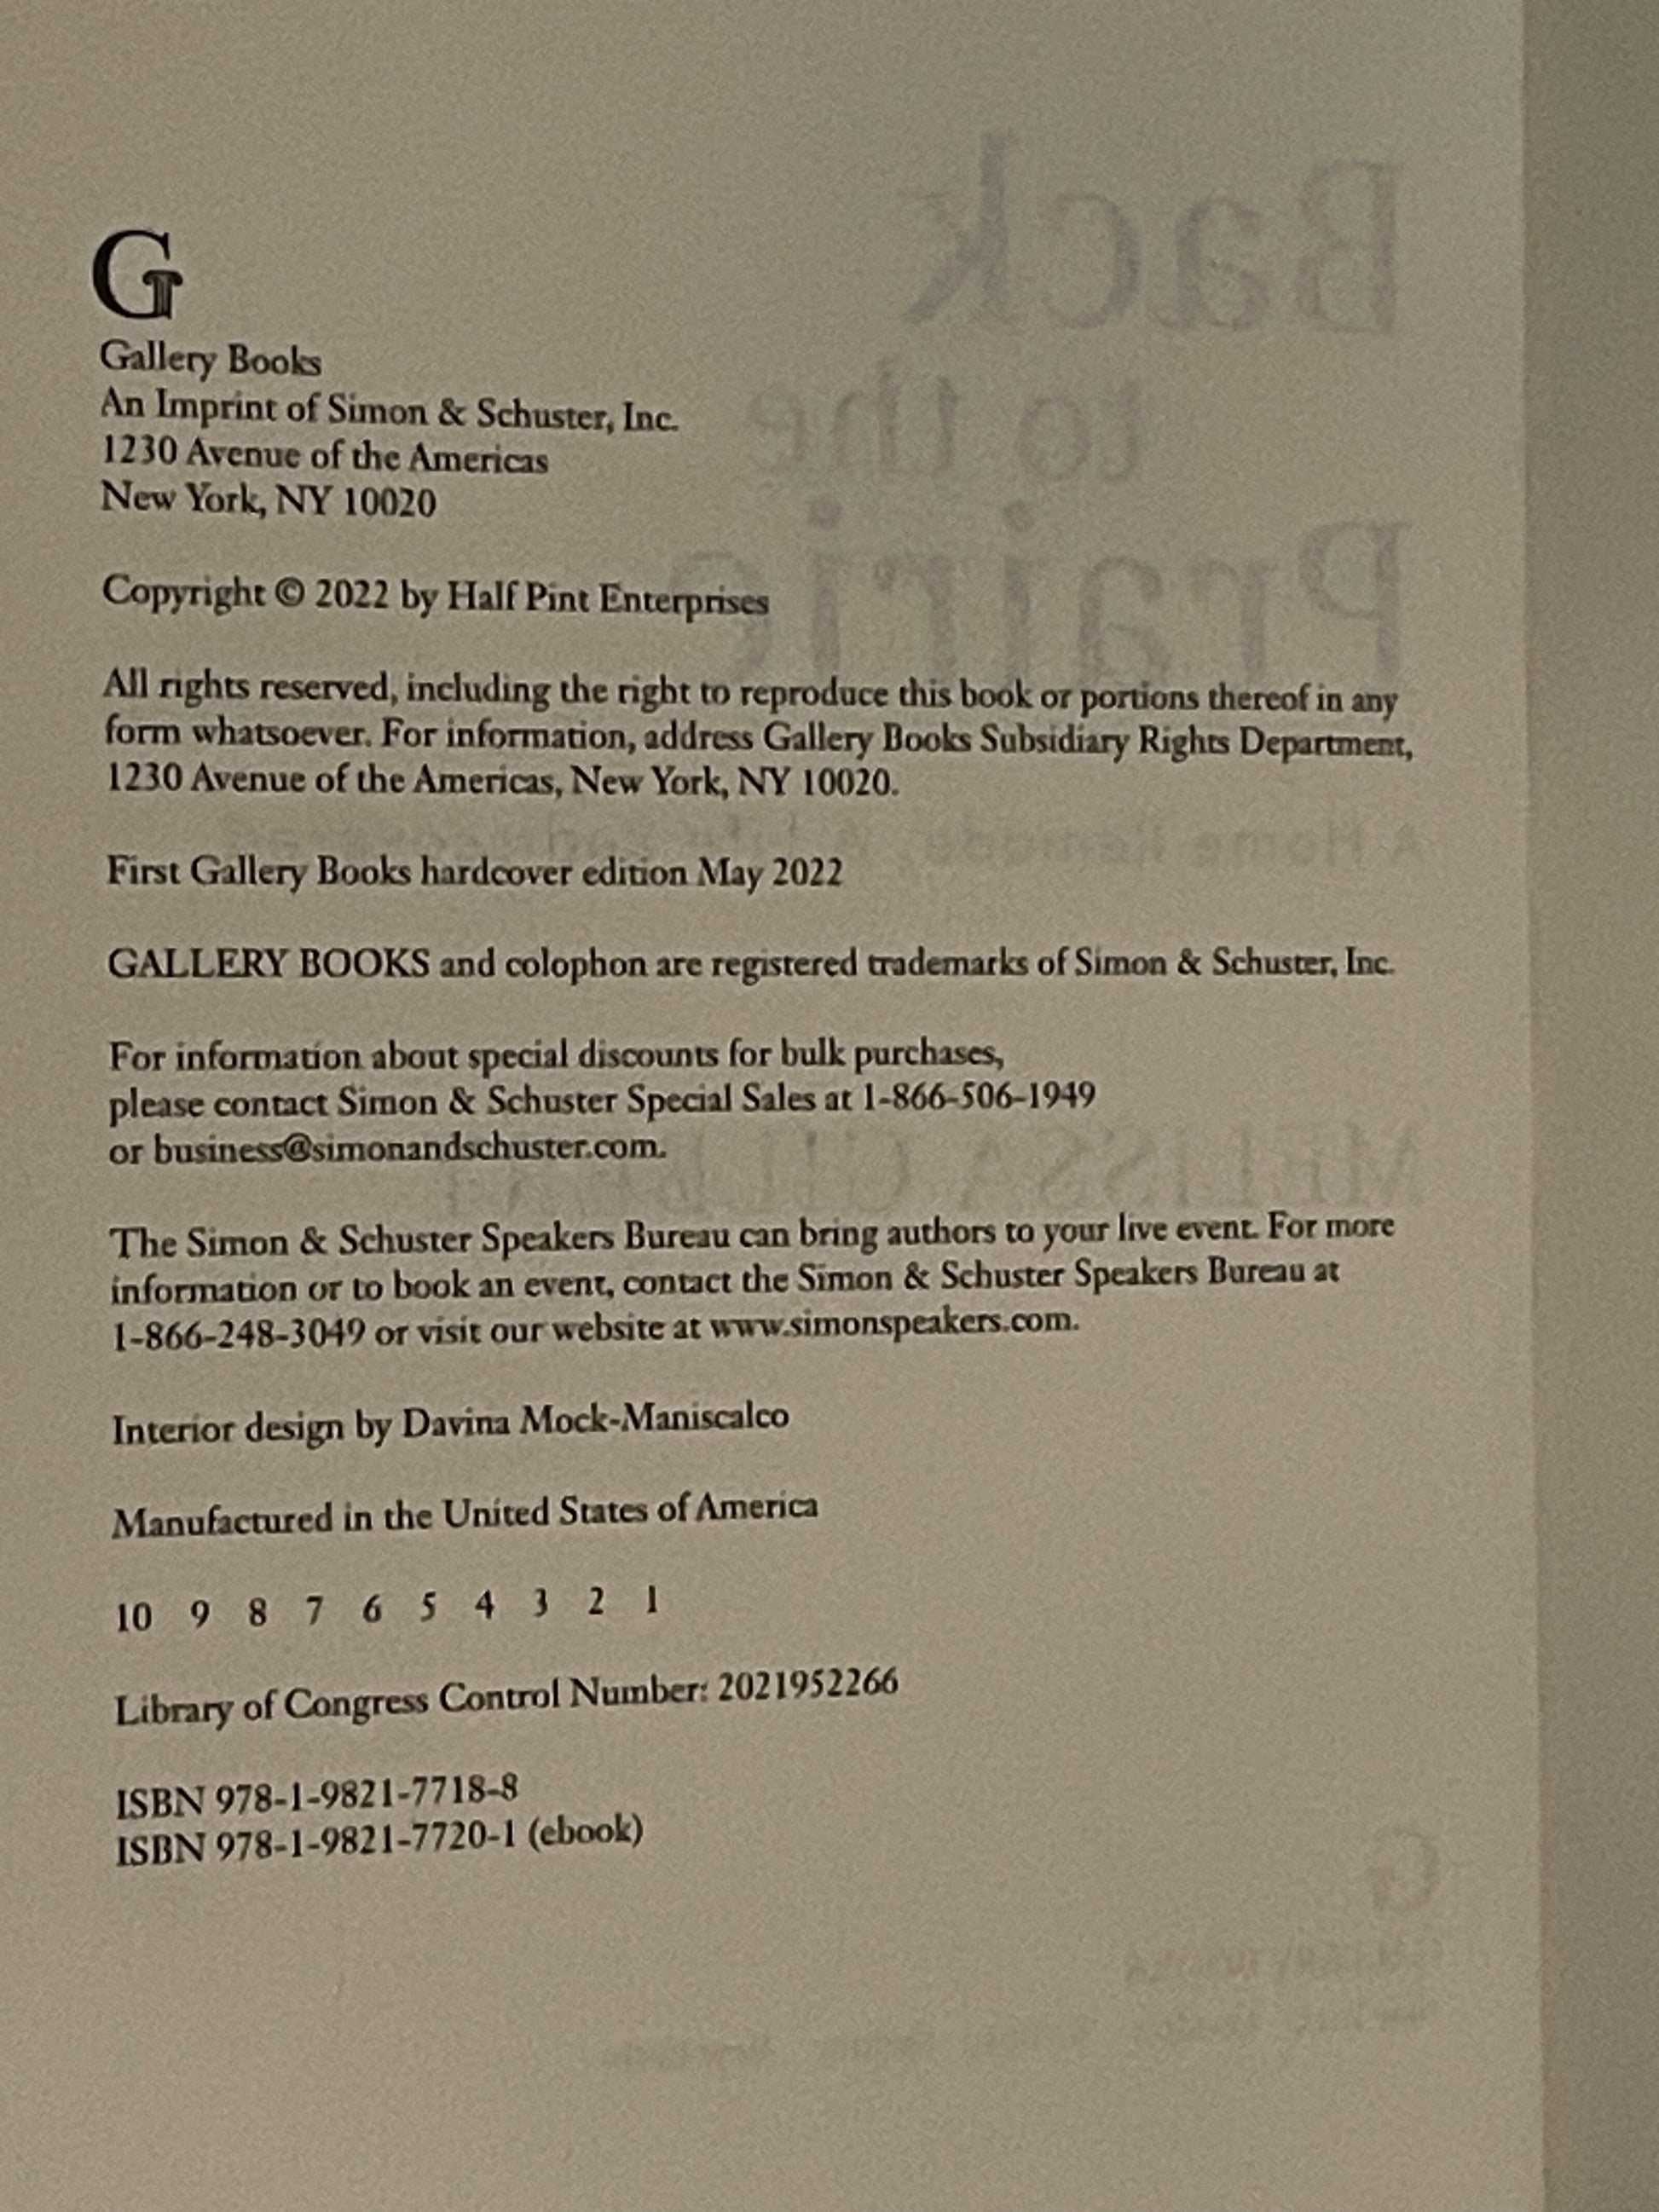 G
Gallery Books
An Imprint of Simon & Schuster, Inc.
1230 Avenue of the Americas
New York, NY 10020
Copyright © 2022 by Half Pint Enterprises
All rights reserved, including the right to reproduce this book or portions thereof in any
form whatsoever. For information, address Gallery Books Subsidiary Rights Department,
1230 Avenue of the Americas, New York, NY 10020.
First Gallery Books hardcover edition May 2022
GALLERY BOOKS and colophon are registered trademarks of Simon & Schuster, Inc.
For information about special discounts for bulk purchases,
please contact Simon & Schuster Special Sales at 1-866-506-1949
or business@simonandschuster.com.
The Simon & Schuster Speakers Bureau can bring authors to your live event. For more
information or to book an event, contact the Simon & Schuster Speakers Bureau at
1-866-248-3049 or visit our website at www.simonspeakers.com.
Interior design by Davina Mock-Maniscalco
Manufactured in the United States of America
10 9 8 7 6 5 4 3 2 1
Library of Congress Control Number: 2021952266
ISBN 978-1-9821-7718-8
ISBN 978-1-9821-7720-1 (ebook)
Back
to the
Prairie
MELISSA GILBERT
G
GALLERY BOOKS